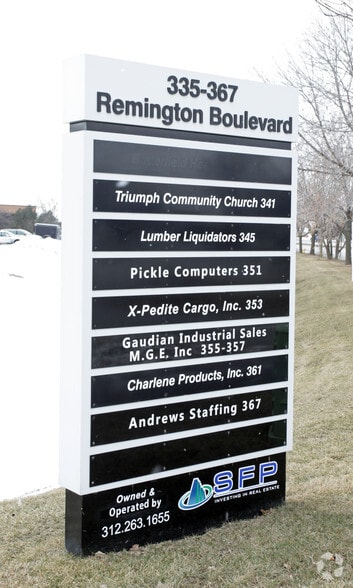 335-367
Remington Boulevard
Triumph Community Church 341
Lumber Liquidators 345
Pickle Computers 351
X-Pedite Cargo, Inc. 353
Gaudian Industrial Sales
M.G.E. Inc 355-357
Charlene Products, Inc. 361
Andrews Staffing 367
Owned &
Operated by
312.263.1655
SFP
INVESTING IN REAL ESTATE